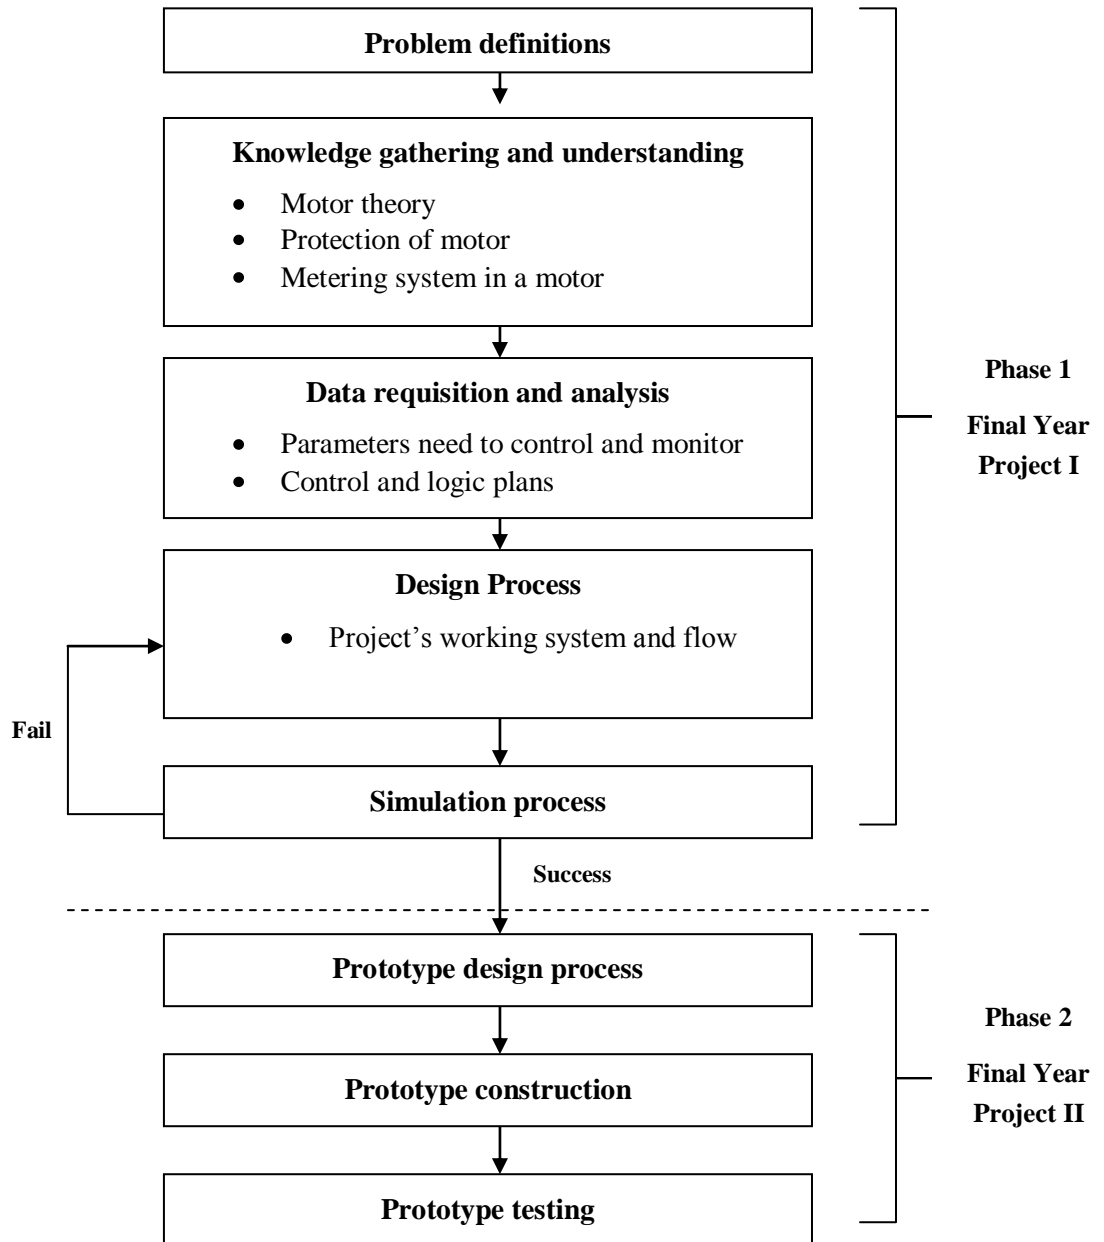 Problem definitions
Knowledge gathering and understanding
• Motor theory
• Protection of motor
• Metering system in a motor
Data requisition and analysis
• Parameters need to control and monitor
• Control and logic plans
Design Process
• Project’s working system and flow
Fail
Simulation process
Success
Phase 1
Final Year
Project I
Prototype design process
Prototype construction
Prototype testing
Phase 2
Final Year
Project II